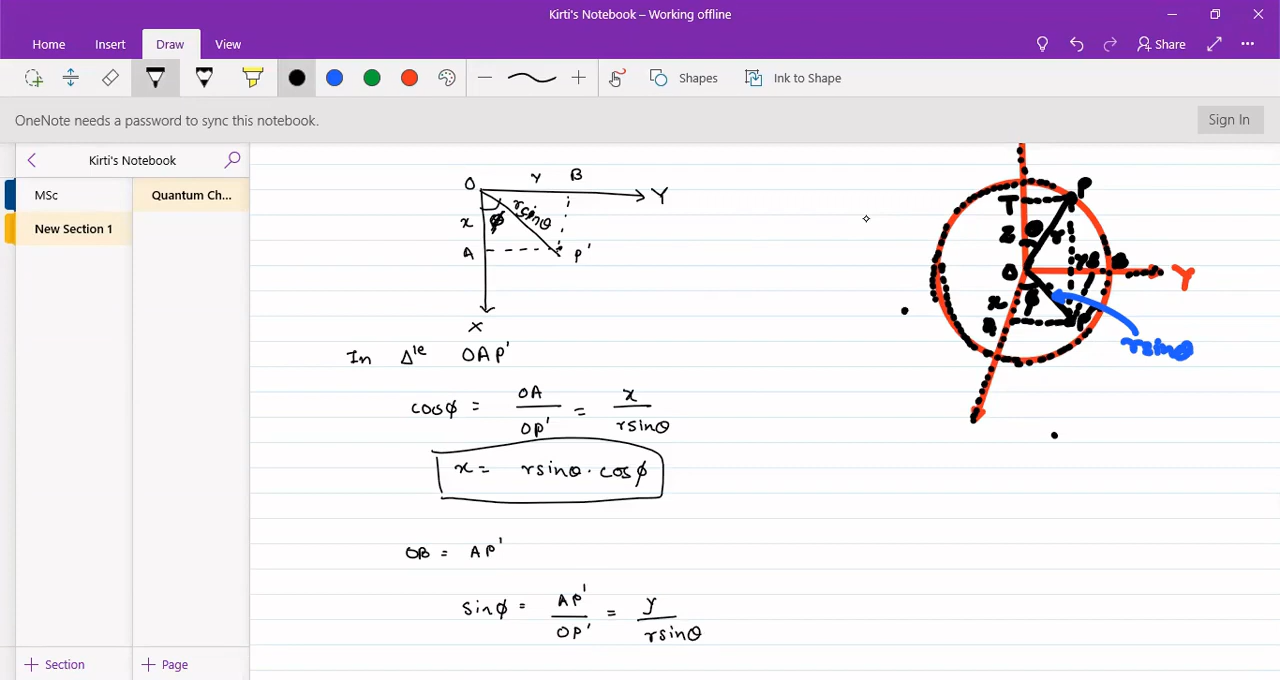 Kirti's Notebook – Working offline
Home Insert Draw View
Share
Shapes Ink to Shape
OneNote needs a password to sync this notebook.
Sign In
Kirti's Notebook
MSc
New Section 1
Quantum Ch...
+ Section
+ Page
O y B Y
x ϕ rsinθ
A P'
X
In Δle OAP'
cosϕ = OA / OP' = x / rsinθ
x = rsinθ · cosϕ
OB = AP'
sinϕ = AP' / OP' = y / rsinθ
T P
z θ r
O Y
x ϕ
rsinθ